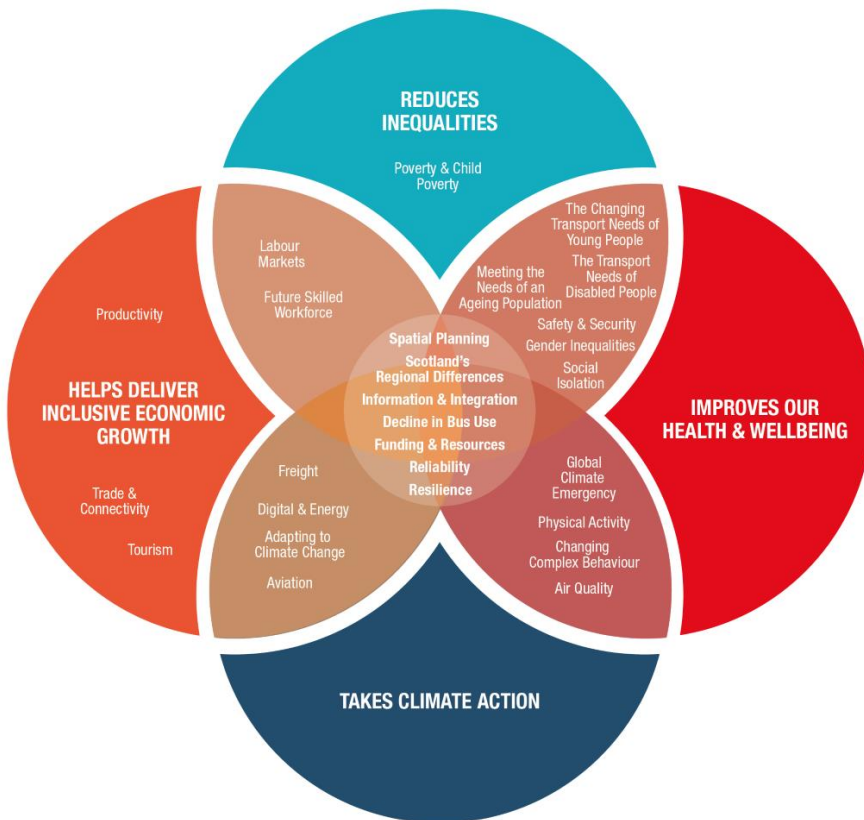 REDUCES
INEQUALITIES
Poverty & Child
Poverty
Labour
Markets
Future Skilled
Workforce
The Changing
Transport Needs of
Young People
The Transport
Needs of
Disabled People
Meeting the
Needs of an
Ageing Population
Safety & Security
Gender Inequalities
Social
Isolation
Productivity
HELPS DELIVER
INCLUSIVE ECONOMIC
GROWTH
Trade &
Connectivity
Tourism
Spatial Planning
Scotland's
Regional Differences
Information & Integration
Decline in Bus Use
Funding & Resources
Reliability
Resilience
IMPROVES OUR
HEALTH & WELLBEING
Freight
Digital & Energy
Adapting to
Climate Change
Aviation
Global
Climate
Emergency
Physical Activity
Changing
Complex Behaviour
Air Quality
TAKES CLIMATE ACTION